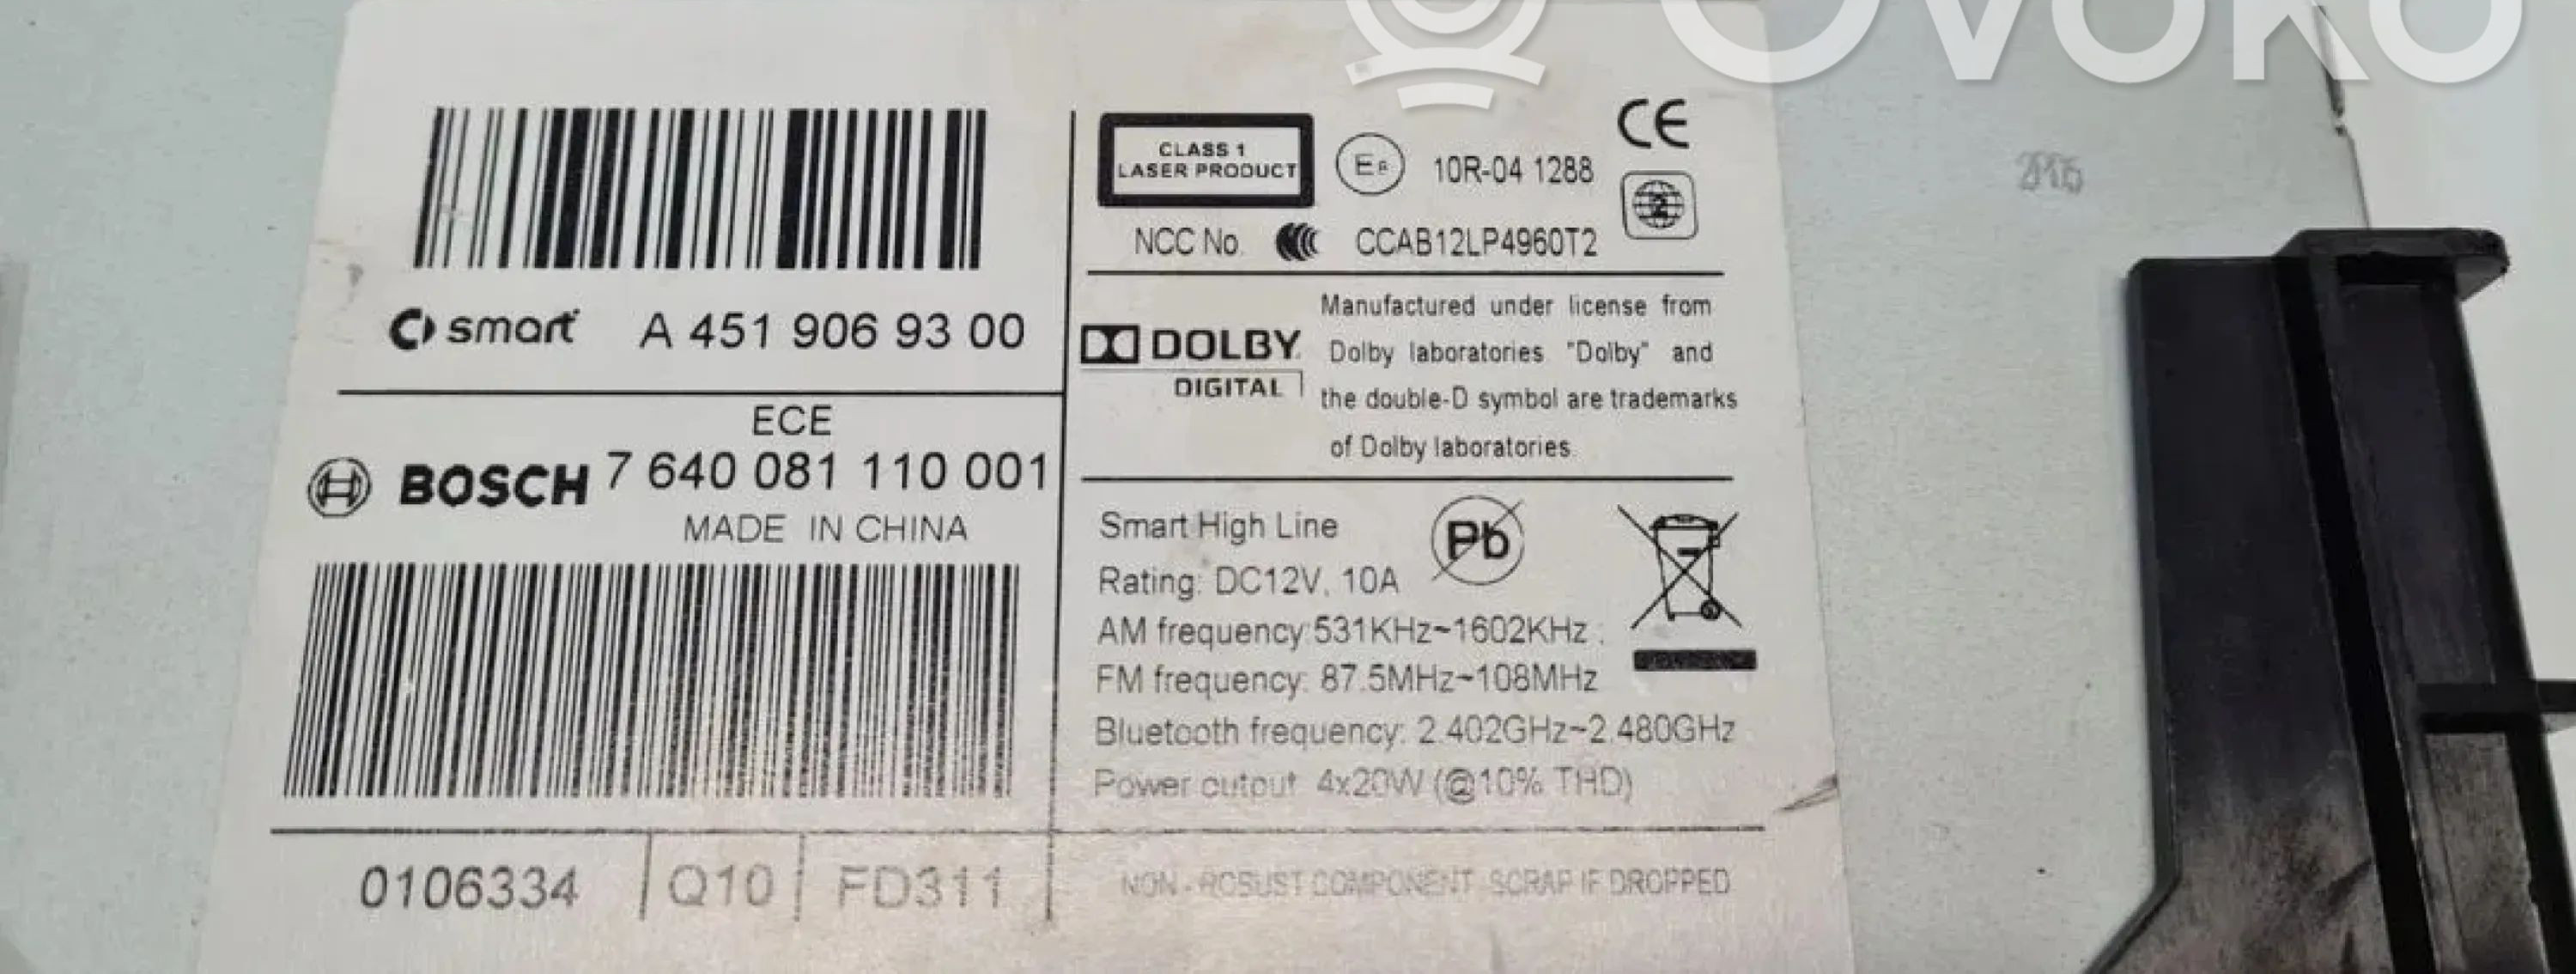 OVOKO
smart A 451 906 93 00
ECE
BOSCH 7 640 081 110 001
MADE IN CHINA
0106334 Q10 FD311
CLASS 1
LASER PRODUCT
10R-04 1288
CE
2
NCC No. CCAB12LP4960T2
DOLBY
DIGITAL
Manufactured under license from
Dolby laboratories "Dolby" and
the double-D symbol are trademarks
of Dolby laboratories.
Smart High Line
Pb
Rating: DC12V, 10A
AM frequency:531KHz~1602KHz
FM frequency: 87.5MHz~108MHz
Bluetooth frequency: 2.402GHz~2.480GHz
Power output 4x20W (@10% THD)
NON-ROBUST COMPONENT SCRAP IF DROPPED